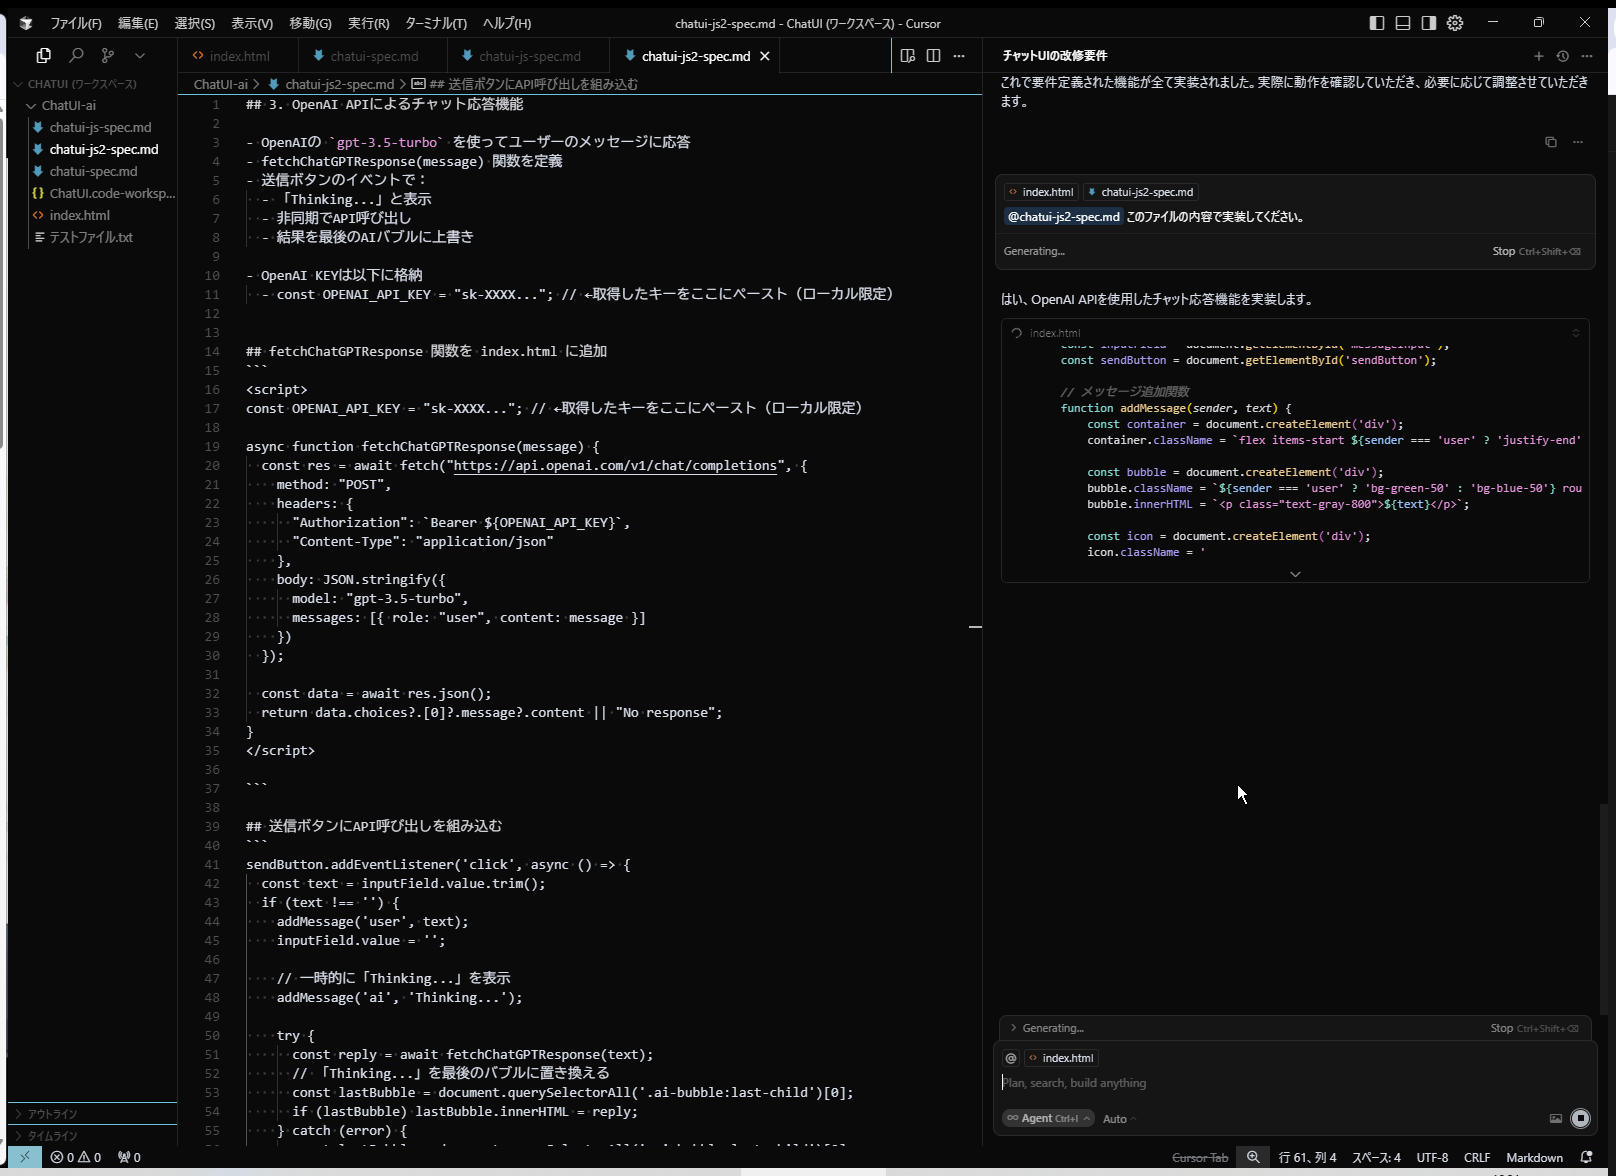 ファイル(F) 編集(E) 選択(S) 表示(V) 移動(G) 実行(R) ターミナル(T) ヘルプ(H)
chatui-js2-spec.md - ChatUI (ワークスペース) - Cursor
CHATUI (ワークスペース)
ChatUI-ai
chatui-js-spec.md
chatui-js2-spec.md
chatui-spec.md
{} ChatUI.code-worksp...
<> index.html
テストファイル.txt
アウトライン
タイムライン
<> index.html
chatui-spec.md
chatui-js-spec.md
chatui-js2-spec.md
ChatUI-ai > chatui-js2-spec.md > ## 送信ボタンにAPI呼び出しを組み込む
1 ## 3. OpenAI APIによるチャット応答機能
2
3 - OpenAIの `gpt-3.5-turbo` を使ってユーザーのメッセージに応答
4 - fetchChatGPTResponse(message) 関数を定義
5 - 送信ボタンのイベントで：
6 - 「Thinking...」と表示
7 - 非同期でAPI呼び出し
8 - 結果を最後のAIバブルに上書き
9
10 - OpenAI KEYは以下に格納
11 - const OPENAI_API_KEY = "sk-XXXX..."; // ←取得したキーをここにペースト（ローカル限定）
12
13
14 ## fetchChatGPTResponse 関数を index.html に追加
15 ```
16 <script>
17 const OPENAI_API_KEY = "sk-XXXX..."; // ←取得したキーをここにペースト（ローカル限定）
18
19 async function fetchChatGPTResponse(message) {
20 const res = await fetch("https://api.openai.com/v1/chat/completions", {
21 method: "POST",
22 headers: {
23 "Authorization": `Bearer ${OPENAI_API_KEY}`,
24 "Content-Type": "application/json"
25 },
26 body: JSON.stringify({
27 model: "gpt-3.5-turbo",
28 messages: [{ role: "user", content: message }]
29 })
30 });
31
32 const data = await res.json();
33 return data.choices?.[0]?.message?.content || "No response";
34 }
35 </script>
36
37 ```
38
39 ## 送信ボタンにAPI呼び出しを組み込む
40 ```
41 sendButton.addEventListener('click', async () => {
42 const text = inputField.value.trim();
43 if (text !== '') {
44 addMessage('user', text);
45 inputField.value = '';
46
47 // 一時的に「Thinking...」を表示
48 addMessage('ai', 'Thinking...');
49
50 try {
51 const reply = await fetchChatGPTResponse(text);
52 // 「Thinking...」を最後のバブルに置き換える
53 const lastBubble = document.querySelectorAll('.ai-bubble:last-child')[0];
54 if (lastBubble) lastBubble.innerHTML = reply;
55 } catch (error) {
チャットUIの改修要件
これで要件定義された機能が全て実装されました。実際に動作を確認していただき、必要に応じて調整させていただき
ます。
<> index.html chatui-js2-spec.md
@chatui-js2-spec.md このファイルの内容で実装してください。
Generating... Stop Ctrl+Shift+⌫
はい、OpenAI APIを使用したチャット応答機能を実装します。
index.html
const inputField = document.getElementById('messageInput');
const sendButton = document.getElementById('sendButton');
// メッセージ追加関数
function addMessage(sender, text) {
const container = document.createElement('div');
container.className = `flex items-start ${sender === 'user' ? 'justify-end'
const bubble = document.createElement('div');
bubble.className = `${sender === 'user' ? 'bg-green-50' : 'bg-blue-50'} rou
bubble.innerHTML = `<p class="text-gray-800">${text}</p>`;
const icon = document.createElement('div');
icon.className = '
> Generating... Stop Ctrl+Shift+⌫
@ <> index.html
Plan, search, build anything
∞ Agent Ctrl+I Auto
0 0 0
Cursor Tab 行 61、列 4 スペース: 4 UTF-8 CRLF Markdown